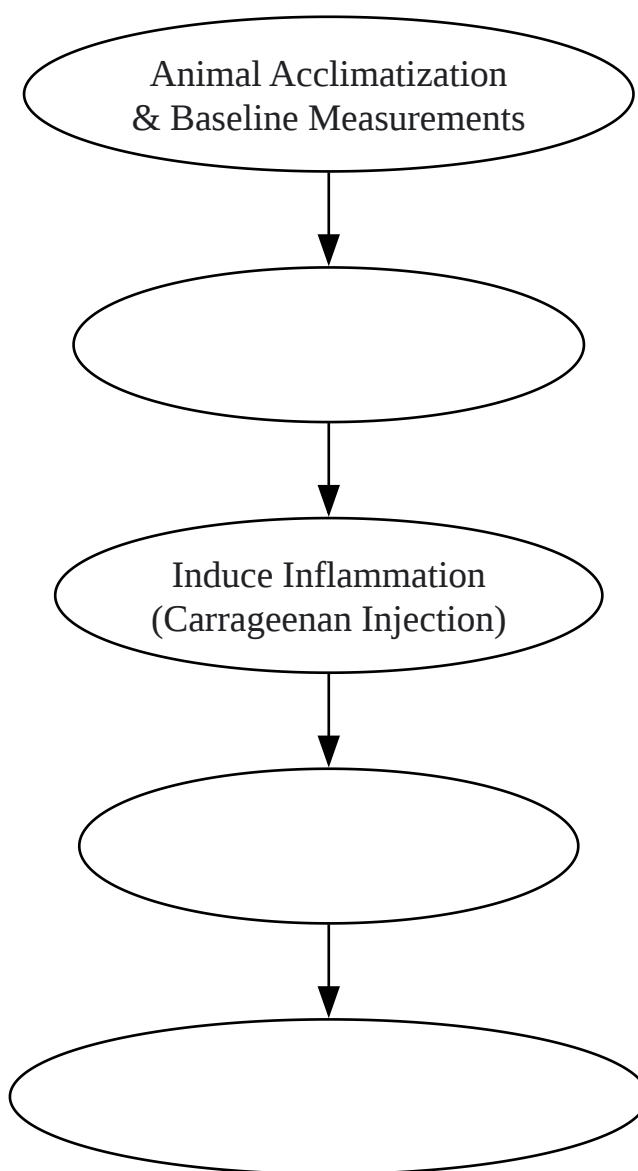 Animal Acclimatization
& Baseline Measurements
Induce Inflammation
(Carrageenan Injection)